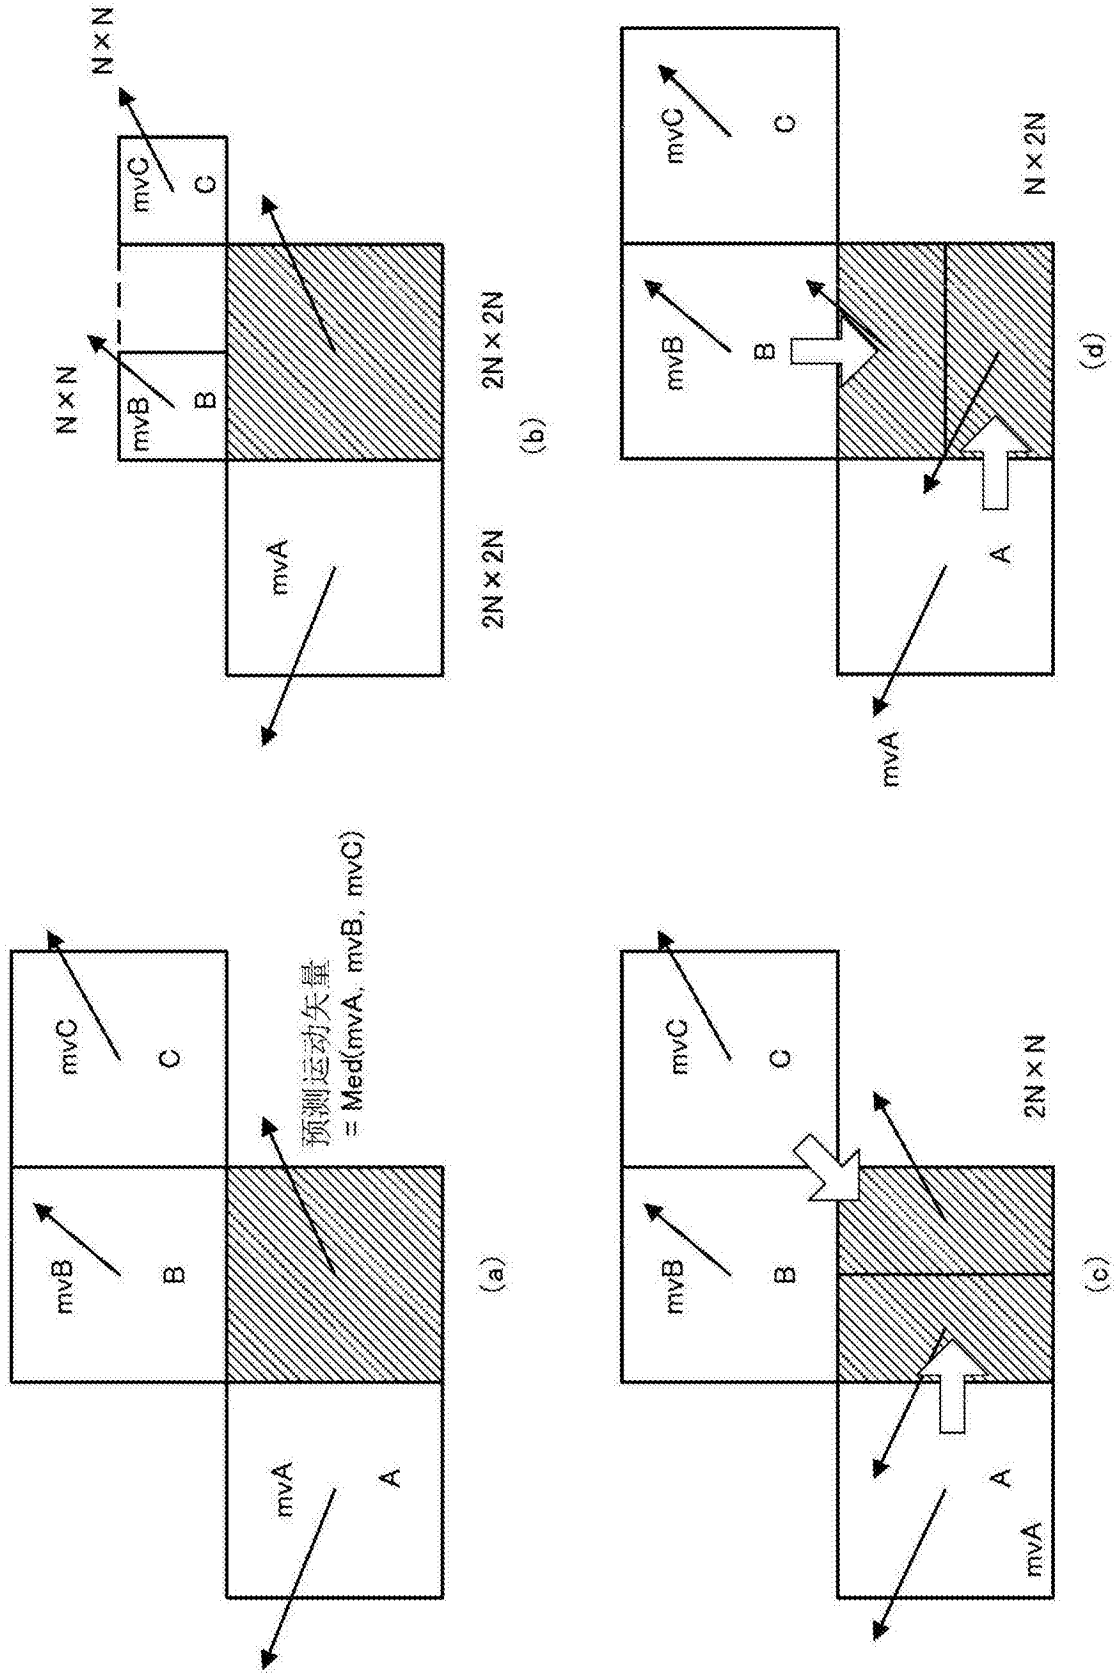 mvB
mvC
B
C
mvA
A
预测运动矢量
= Med(mvA, mvB, mvC)
(a)
N×N
N×N
mvB
mvC
B
C
mvA
2N×2N
2N×2N
(b)
mvB
mvC
B
C
A
mvA
2N×N
(c)
mvB
mvC
B
C
mvA
A
N×2N
(d)